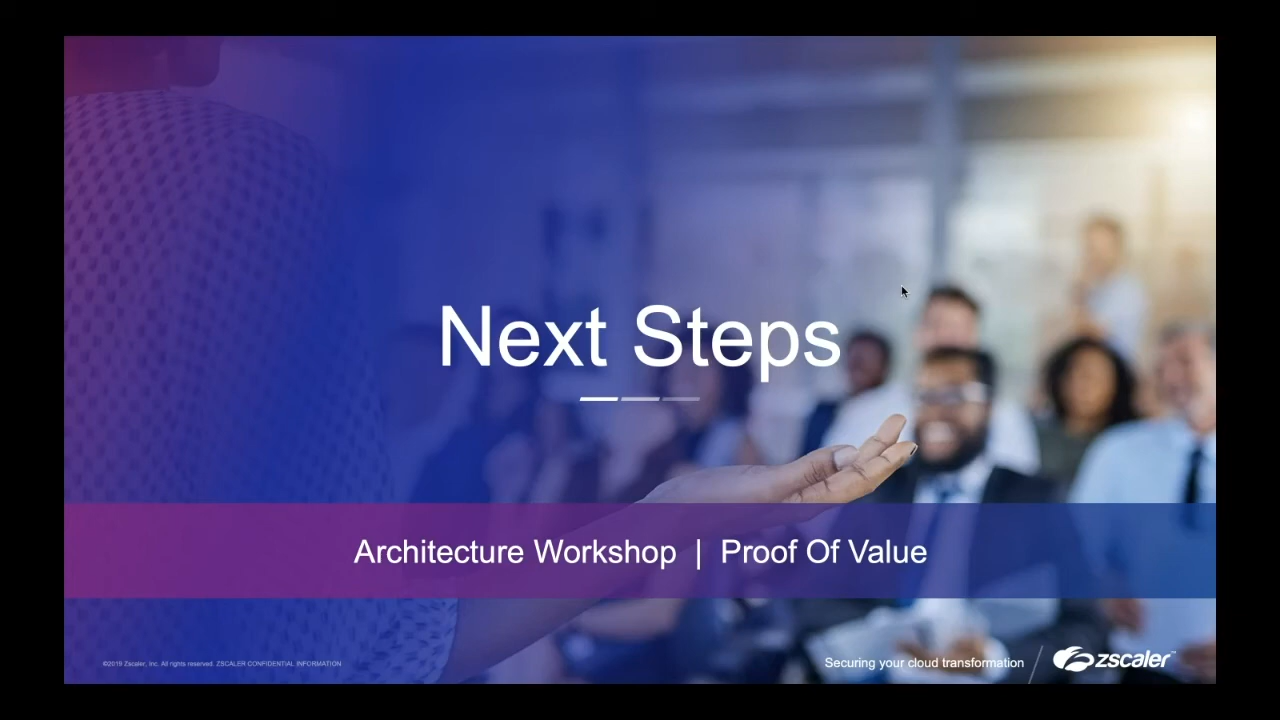 Next Steps
Architecture Workshop | Proof Of Value
©2019 Zscaler, Inc. All rights reserved. ZSCALER CONFIDENTIAL INFORMATION
Securing your cloud transformation
zscaler™